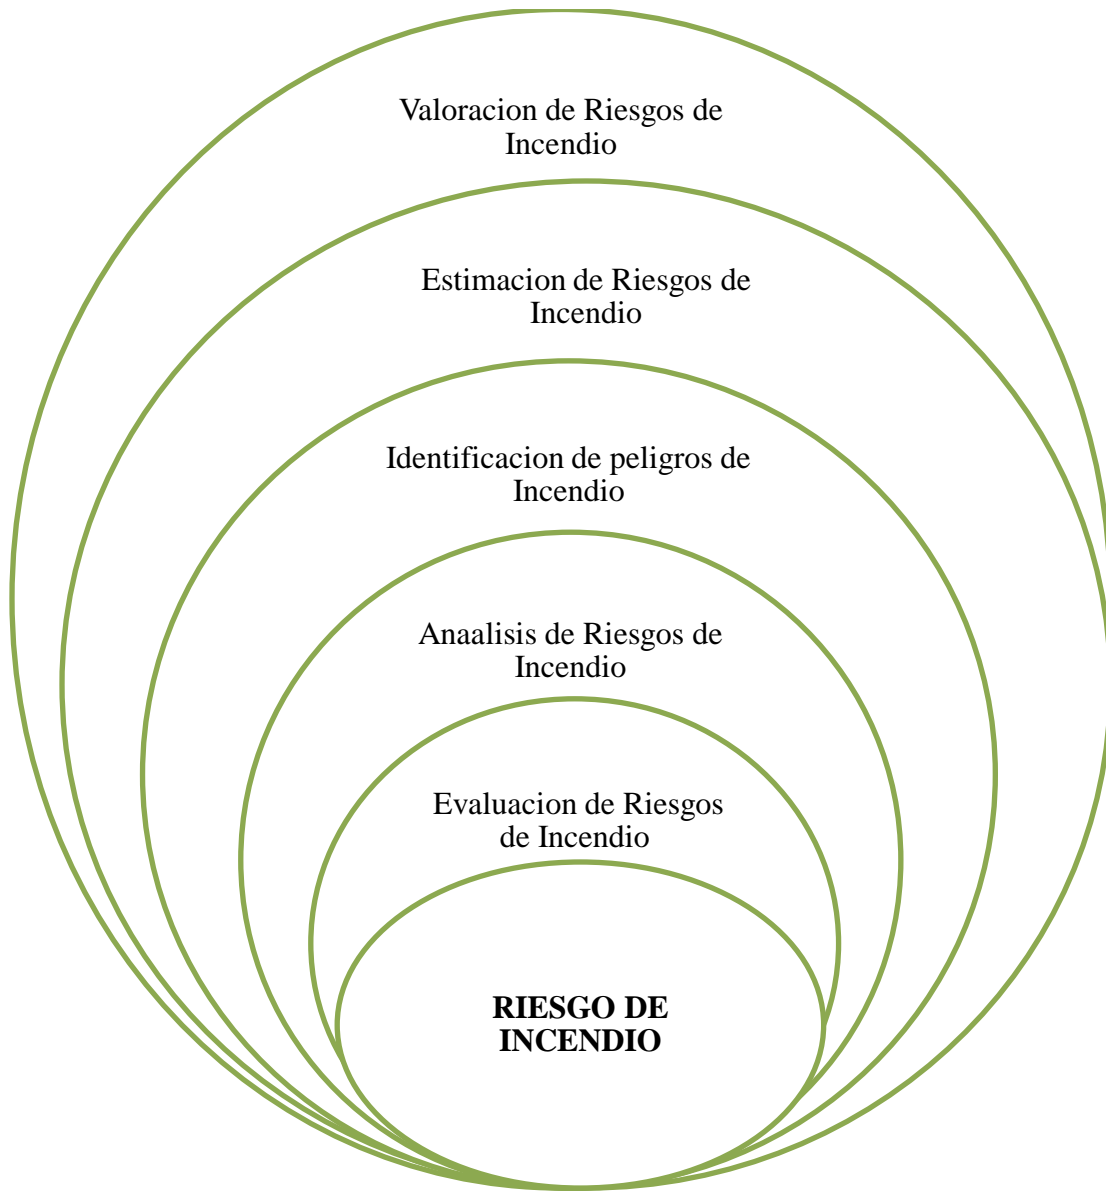 Valoracion de Riesgos de
Incendio
Estimacion de Riesgos de
Incendio
Identificacion de peligros de
Incendio
Anaalisis de Riesgos de
Incendio
Evaluacion de Riesgos
de Incendio
RIESGO DE
INCENDIO